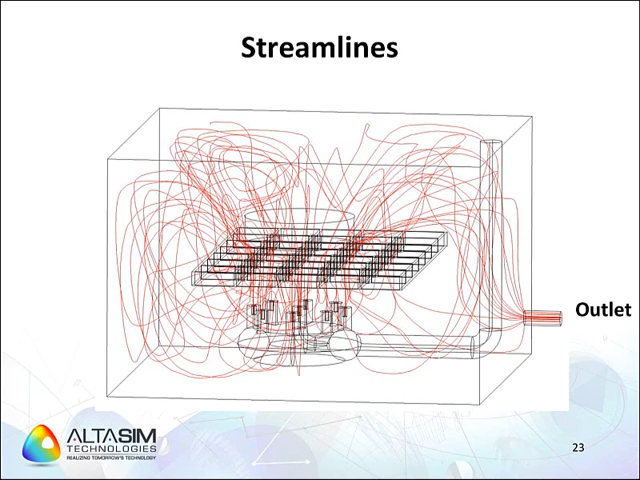 Streamlines
Outlet
ALTASIM
TECHNOLOGIES
REALIZING TOMORROW'S TECHNOLOGY
23